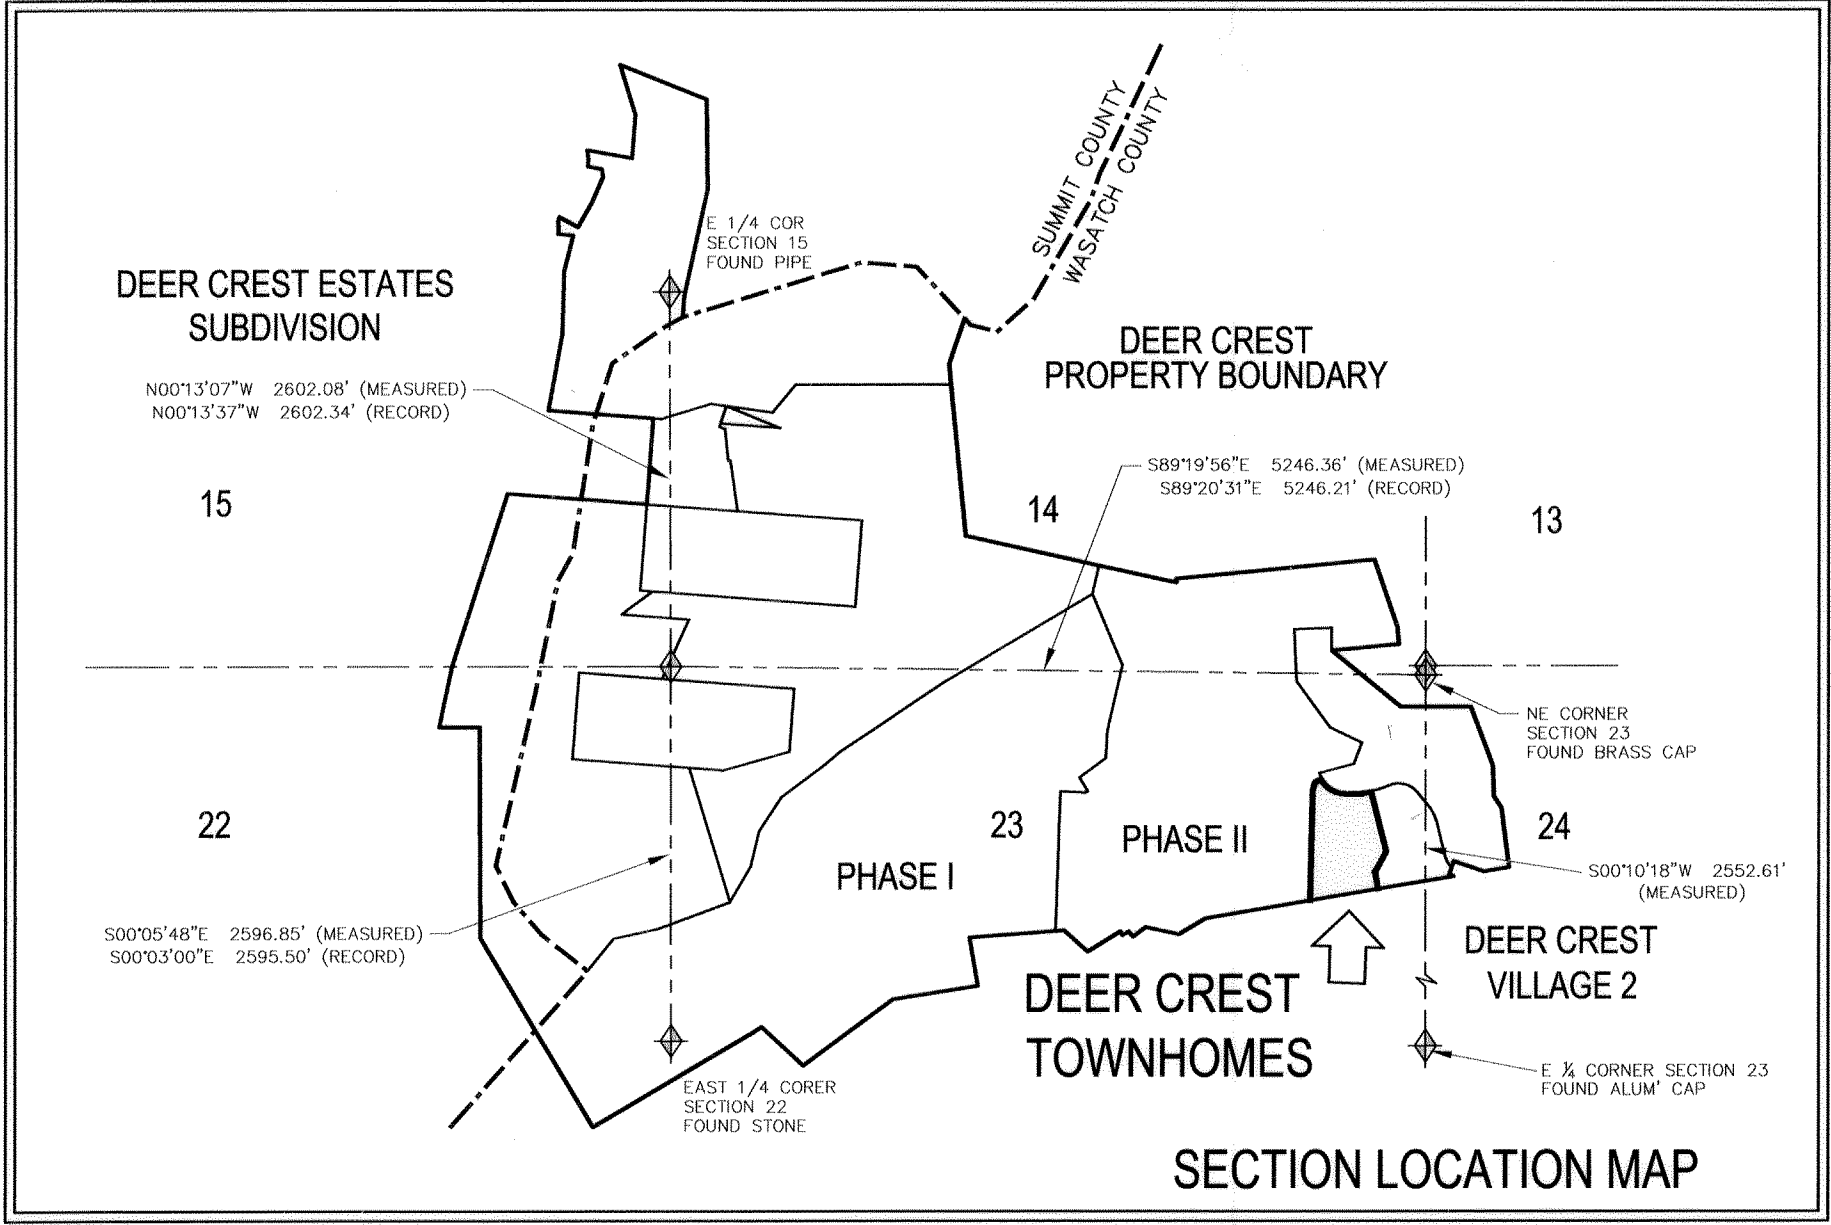 SUMMIT COUNTY
WASATCH COUNTY
E 1/4 COR
SECTION 15
FOUND PIPE
DEER CREST ESTATES
SUBDIVISION
DEER CREST
PROPERTY BOUNDARY
N00°13'07"W 2602.08' (MEASURED)
N00°13'37"W 2602.34' (RECORD)
S89°19'56"E 5246.36' (MEASURED)
S89°20'31"E 5246.21' (RECORD)
15
14
13
NE CORNER
SECTION 23
FOUND BRASS CAP
22
23
PHASE II
24
PHASE I
S00°10'18"W 2552.61'
(MEASURED)
S00°05'48"E 2596.85' (MEASURED)
S00°03'00"E 2595.50' (RECORD)
DEER CREST
VILLAGE 2
DEER CREST
TOWNHOMES
E ¼ CORNER SECTION 23
FOUND ALUM' CAP
EAST 1/4 CORER
SECTION 22
FOUND STONE
SECTION LOCATION MAP